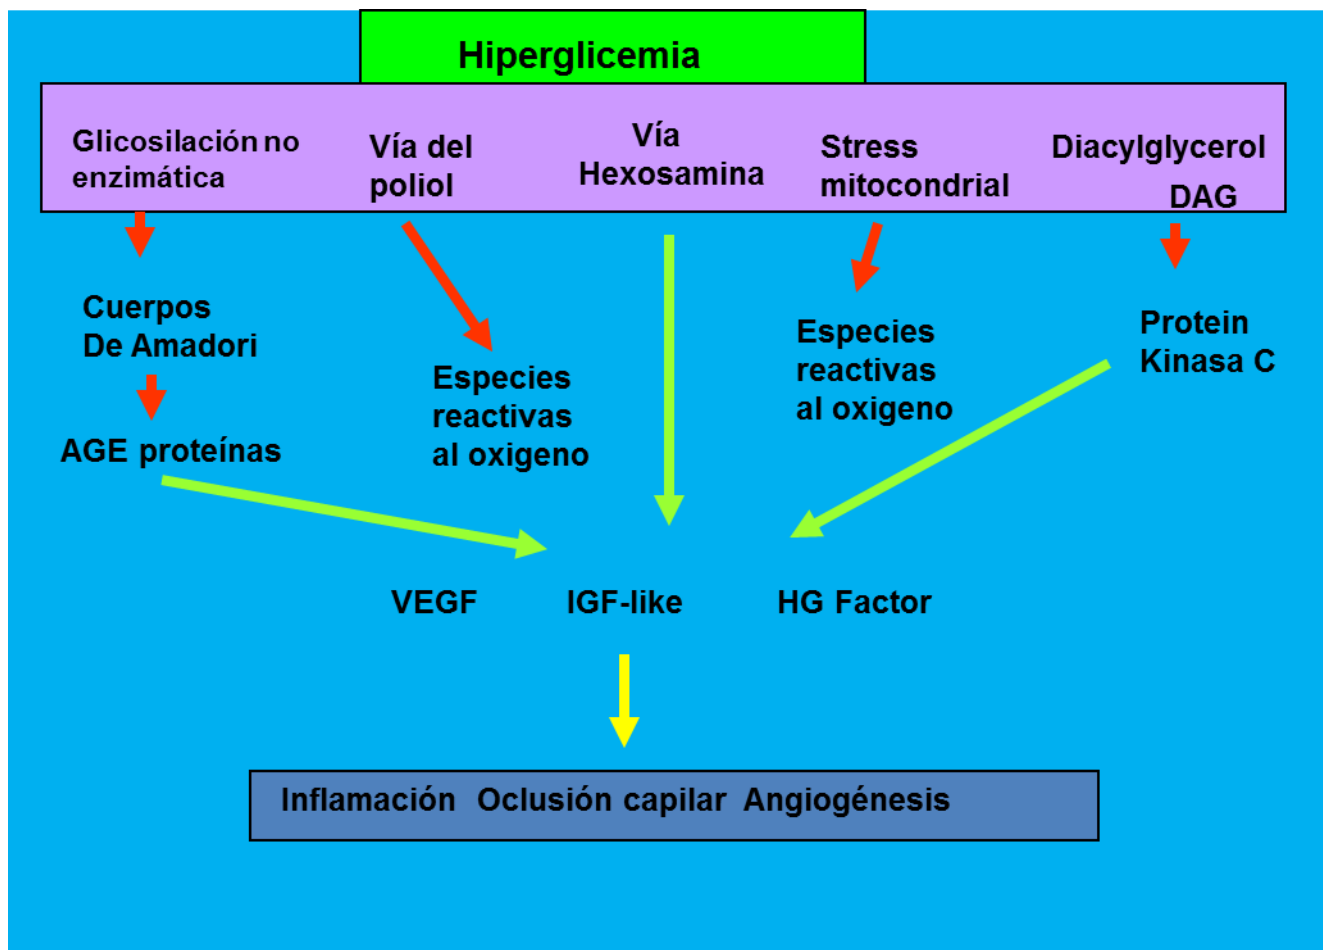 Hiperglicemia
Glicosilación no
enzimática
Vía del
poliol
Vía
Hexosamina
Stress
mitocondrial
Diacylglycerol
DAG
Cuerpos
De Amadori
AGE proteínas
Especies
reactivas
al oxigeno
Especies
reactivas
al oxigeno
Protein
Kinasa C
VEGF
IGF-like
HG Factor
Inflamación Oclusión capilar Angiogénesis